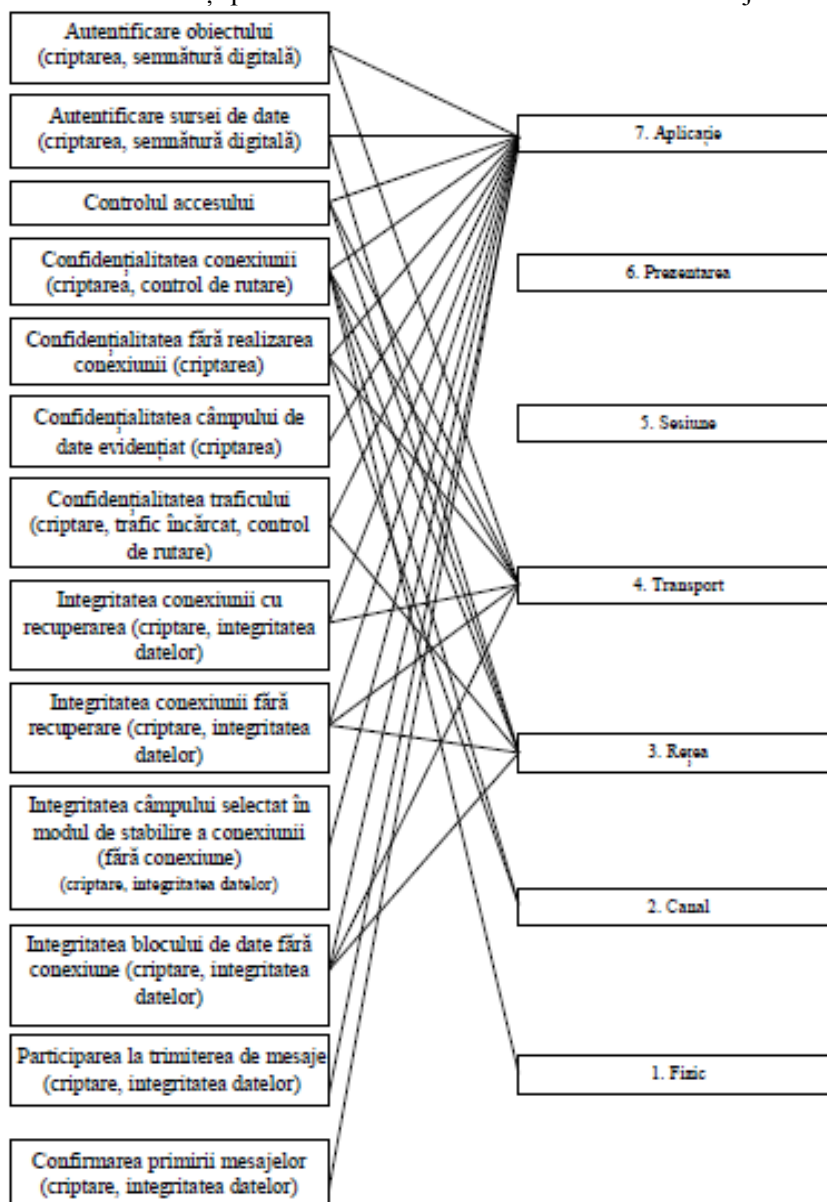 Autentificare obiectului
(criptarea, semnătură digitală)
Autentificare sursei de date
(criptarea, semnătură digitală)
Controlul accesului
Confidențialitatea conexiunii
(criptarea, control de rutare)
Confidențialitatea fără realizarea
conexiunii (criptarea)
Confidențialitatea câmpului de
date evidențiat (criptarea)
Confidențialitatea traficului
(criptare, trafic încărcat, control
de rutare)
Integritatea conexiunii cu
recuperarea (criptare, integritatea
datelor)
Integritatea conexiunii fără
recuperare (criptare, integritatea
datelor)
Integritatea câmpului selectat în
modul de stabilire a conexiunii
(fără conexiune)
(criptare, integritatea datelor)
Integritatea blocului de date fără
conexiune (criptare, integritatea
datelor)
Participarea la trimiterea de mesaje
(criptare, integritatea datelor)
Confirmarea primirii mesajelor
(criptare, integritatea datelor)
7. Aplicație
6. Prezentarea
5. Sesiune
4. Transport
3. Rețea
2. Canal
1. Fizic